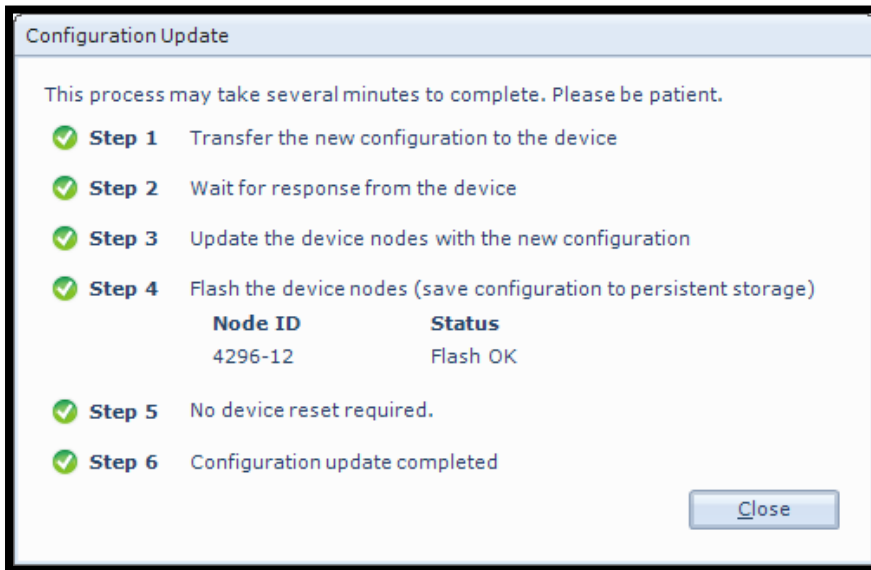 Configuration Update
This process may take several minutes to complete. Please be patient.
Step 1 Transfer the new configuration to the device
Step 2 Wait for response from the device
Step 3 Update the device nodes with the new configuration
Step 4 Flash the device nodes (save configuration to persistent storage)
Node ID Status
4296-12 Flash OK
Step 5 No device reset required.
Step 6 Configuration update completed
Close